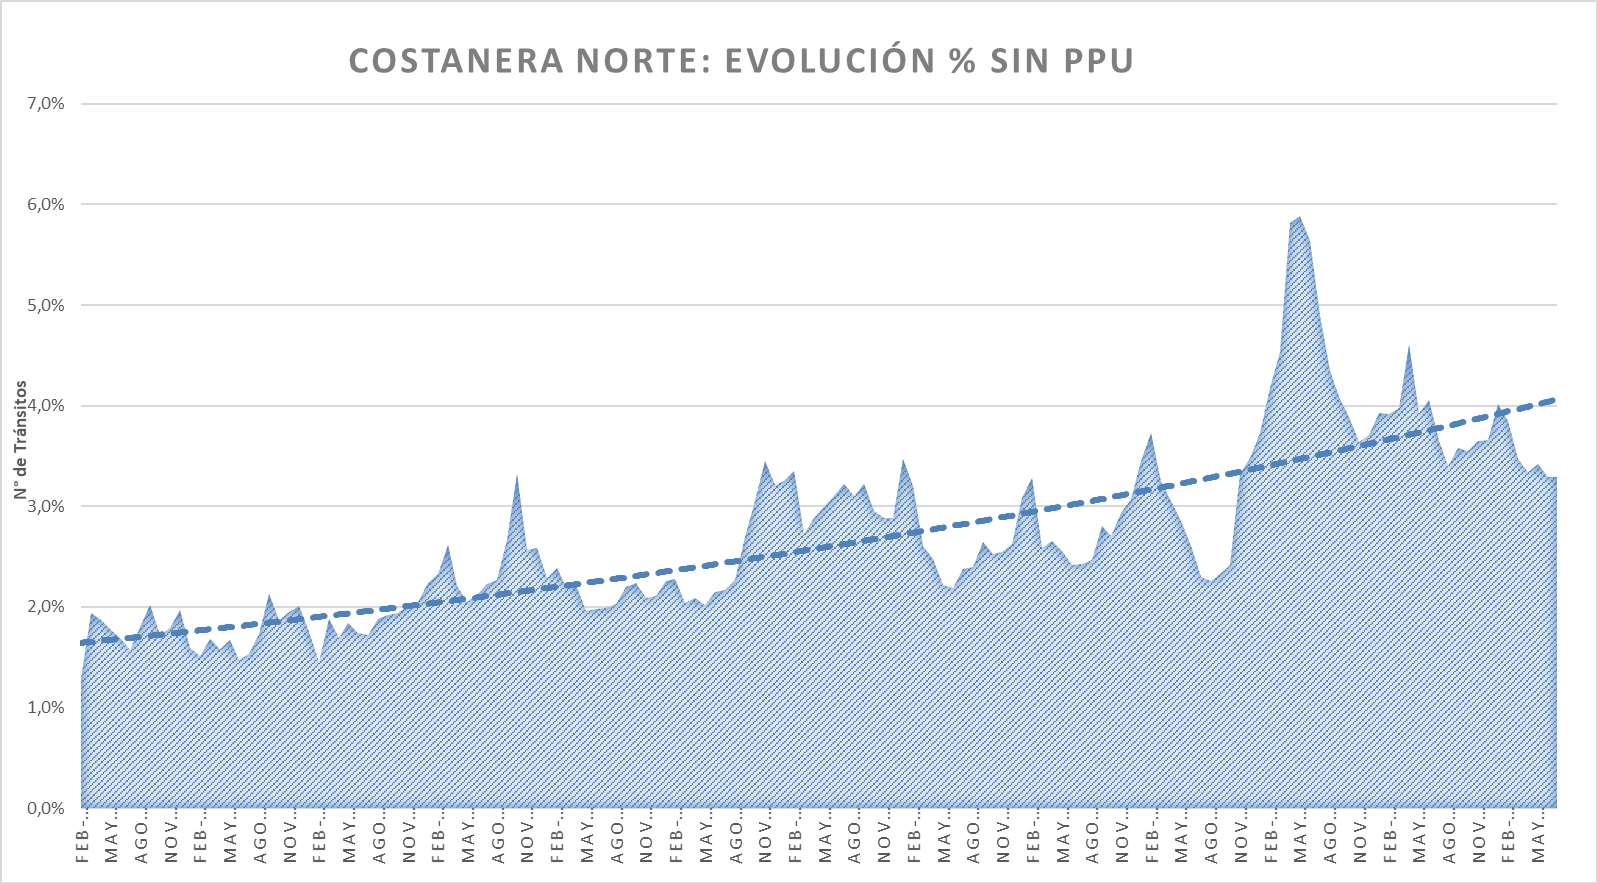 COSTANERA NORTE: EVOLUCIÓN % SIN PPU
7,0%
6,0%
5,0%
4,0%
3,0%
2,0%
1,0%
0,0%
N° de Tránsitos
FEB-…
MAY…
AGO…
NOV…
FEB-…
MAY…
AGO…
NOV…
FEB-…
MAY…
AGO…
NOV…
FEB-…
MAY…
AGO…
NOV…
FEB-…
MAY…
AGO…
NOV…
FEB-…
MAY…
AGO…
NOV…
FEB-…
MAY…
AGO…
NOV…
FEB-…
MAY…
AGO…
NOV…
FEB-…
MAY…
AGO…
NOV…
FEB-…
MAY…
AGO…
NOV…
FEB-…
MAY…
AGO…
NOV…
FEB-…
MAY…
AGO…
NOV…
FEB-…
MAY…